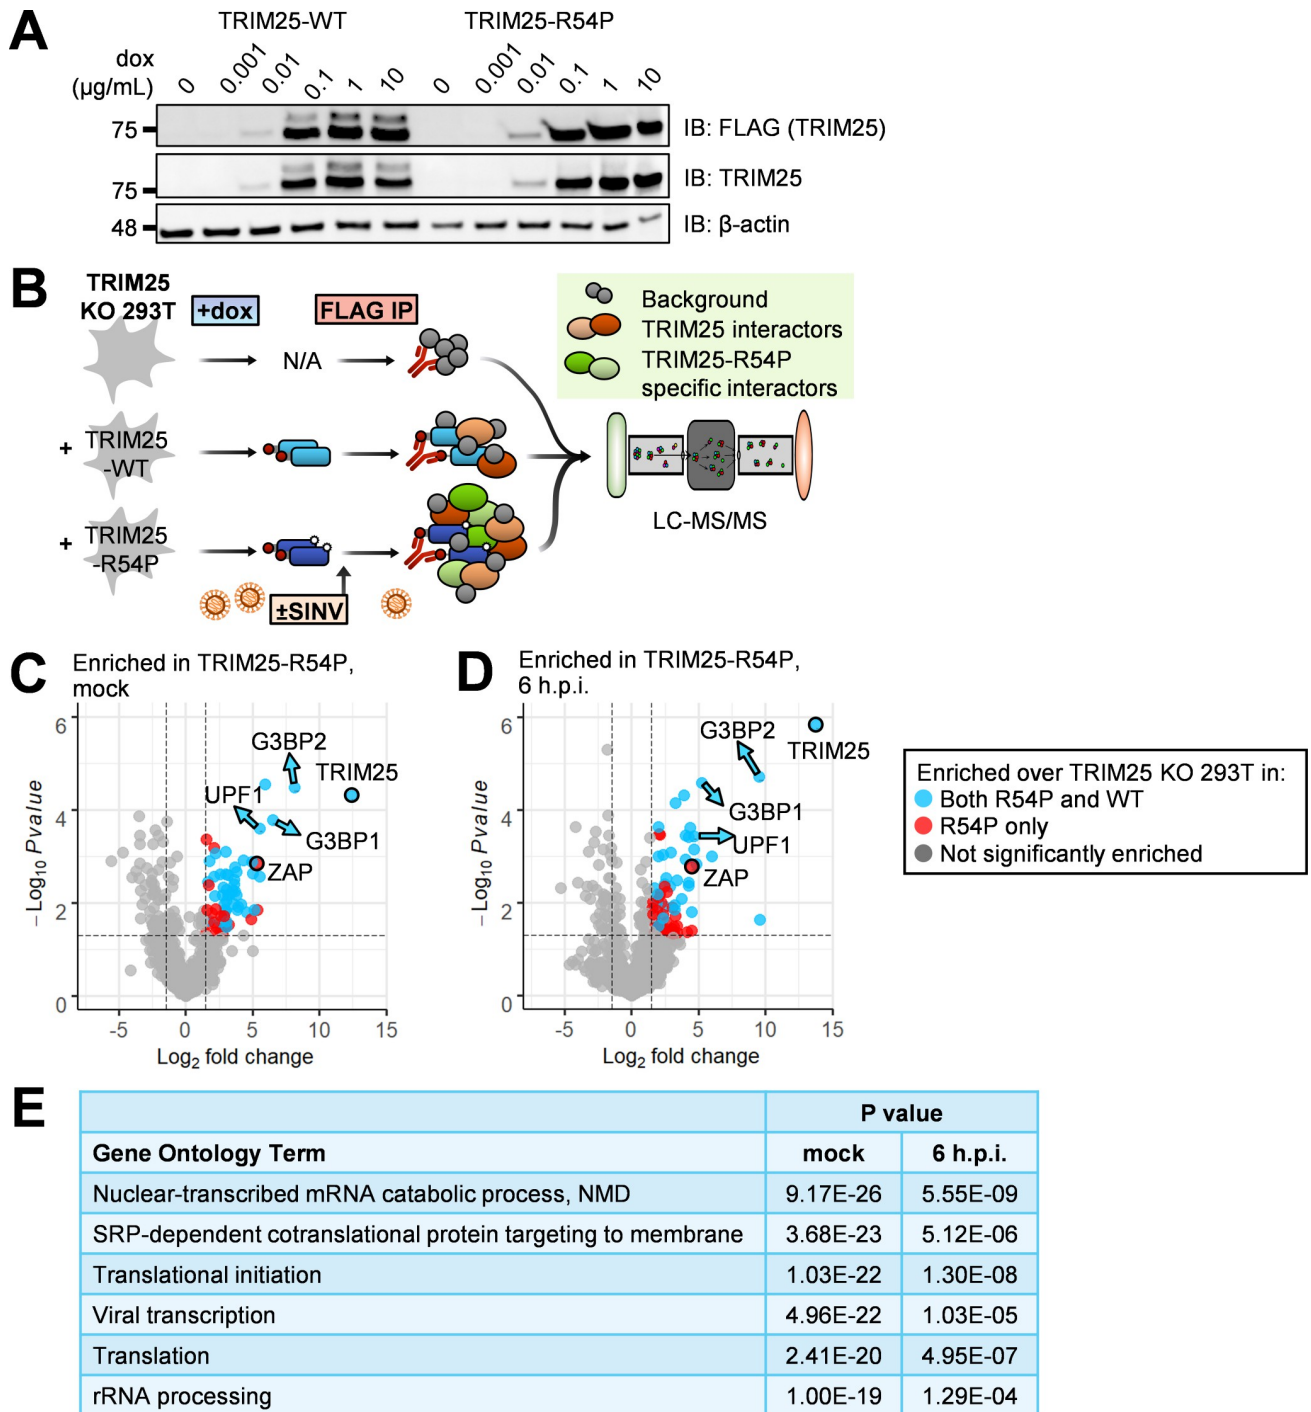 A
TRIM25-WT TRIM25-R54P
dox
(µg/mL) 0 0.001 0.01 0.1 1 10 0 0.001 0.01 0.1 1 10
75 IB: FLAG (TRIM25)
75 IB: TRIM25
48 IB: β-actin
B
TRIM25
KO 293T +dox FLAG IP
N/A
+ TRIM25
-WT
+ TRIM25
-R54P
±SINV
Background
TRIM25 interactors
TRIM25-R54P
specific interactors
LC-MS/MS
C
Enriched in TRIM25-R54P,
mock
6
4
2
0
-5 0 5 10 15
– Log10 Pvalue
Log2 fold change
G3BP2
TRIM25
UPF1
G3BP1
ZAP
D
Enriched in TRIM25-R54P,
6 h.p.i.
6
4
2
0
-5 0 5 10 15
– Log10 Pvalue
Log2 fold change
G3BP2
TRIM25
G3BP1
UPF1
ZAP
Enriched over TRIM25 KO 293T in:
Both R54P and WT
R54P only
Not significantly enriched
E
P value
Gene Ontology Term mock 6 h.p.i.
Nuclear-transcribed mRNA catabolic process, NMD 9.17E-26 5.55E-09
SRP-dependent cotranslational protein targeting to membrane 3.68E-23 5.12E-06
Translational initiation 1.03E-22 1.30E-08
Viral transcription 4.96E-22 1.03E-05
Translation 2.41E-20 4.95E-07
rRNA processing 1.00E-19 1.29E-04